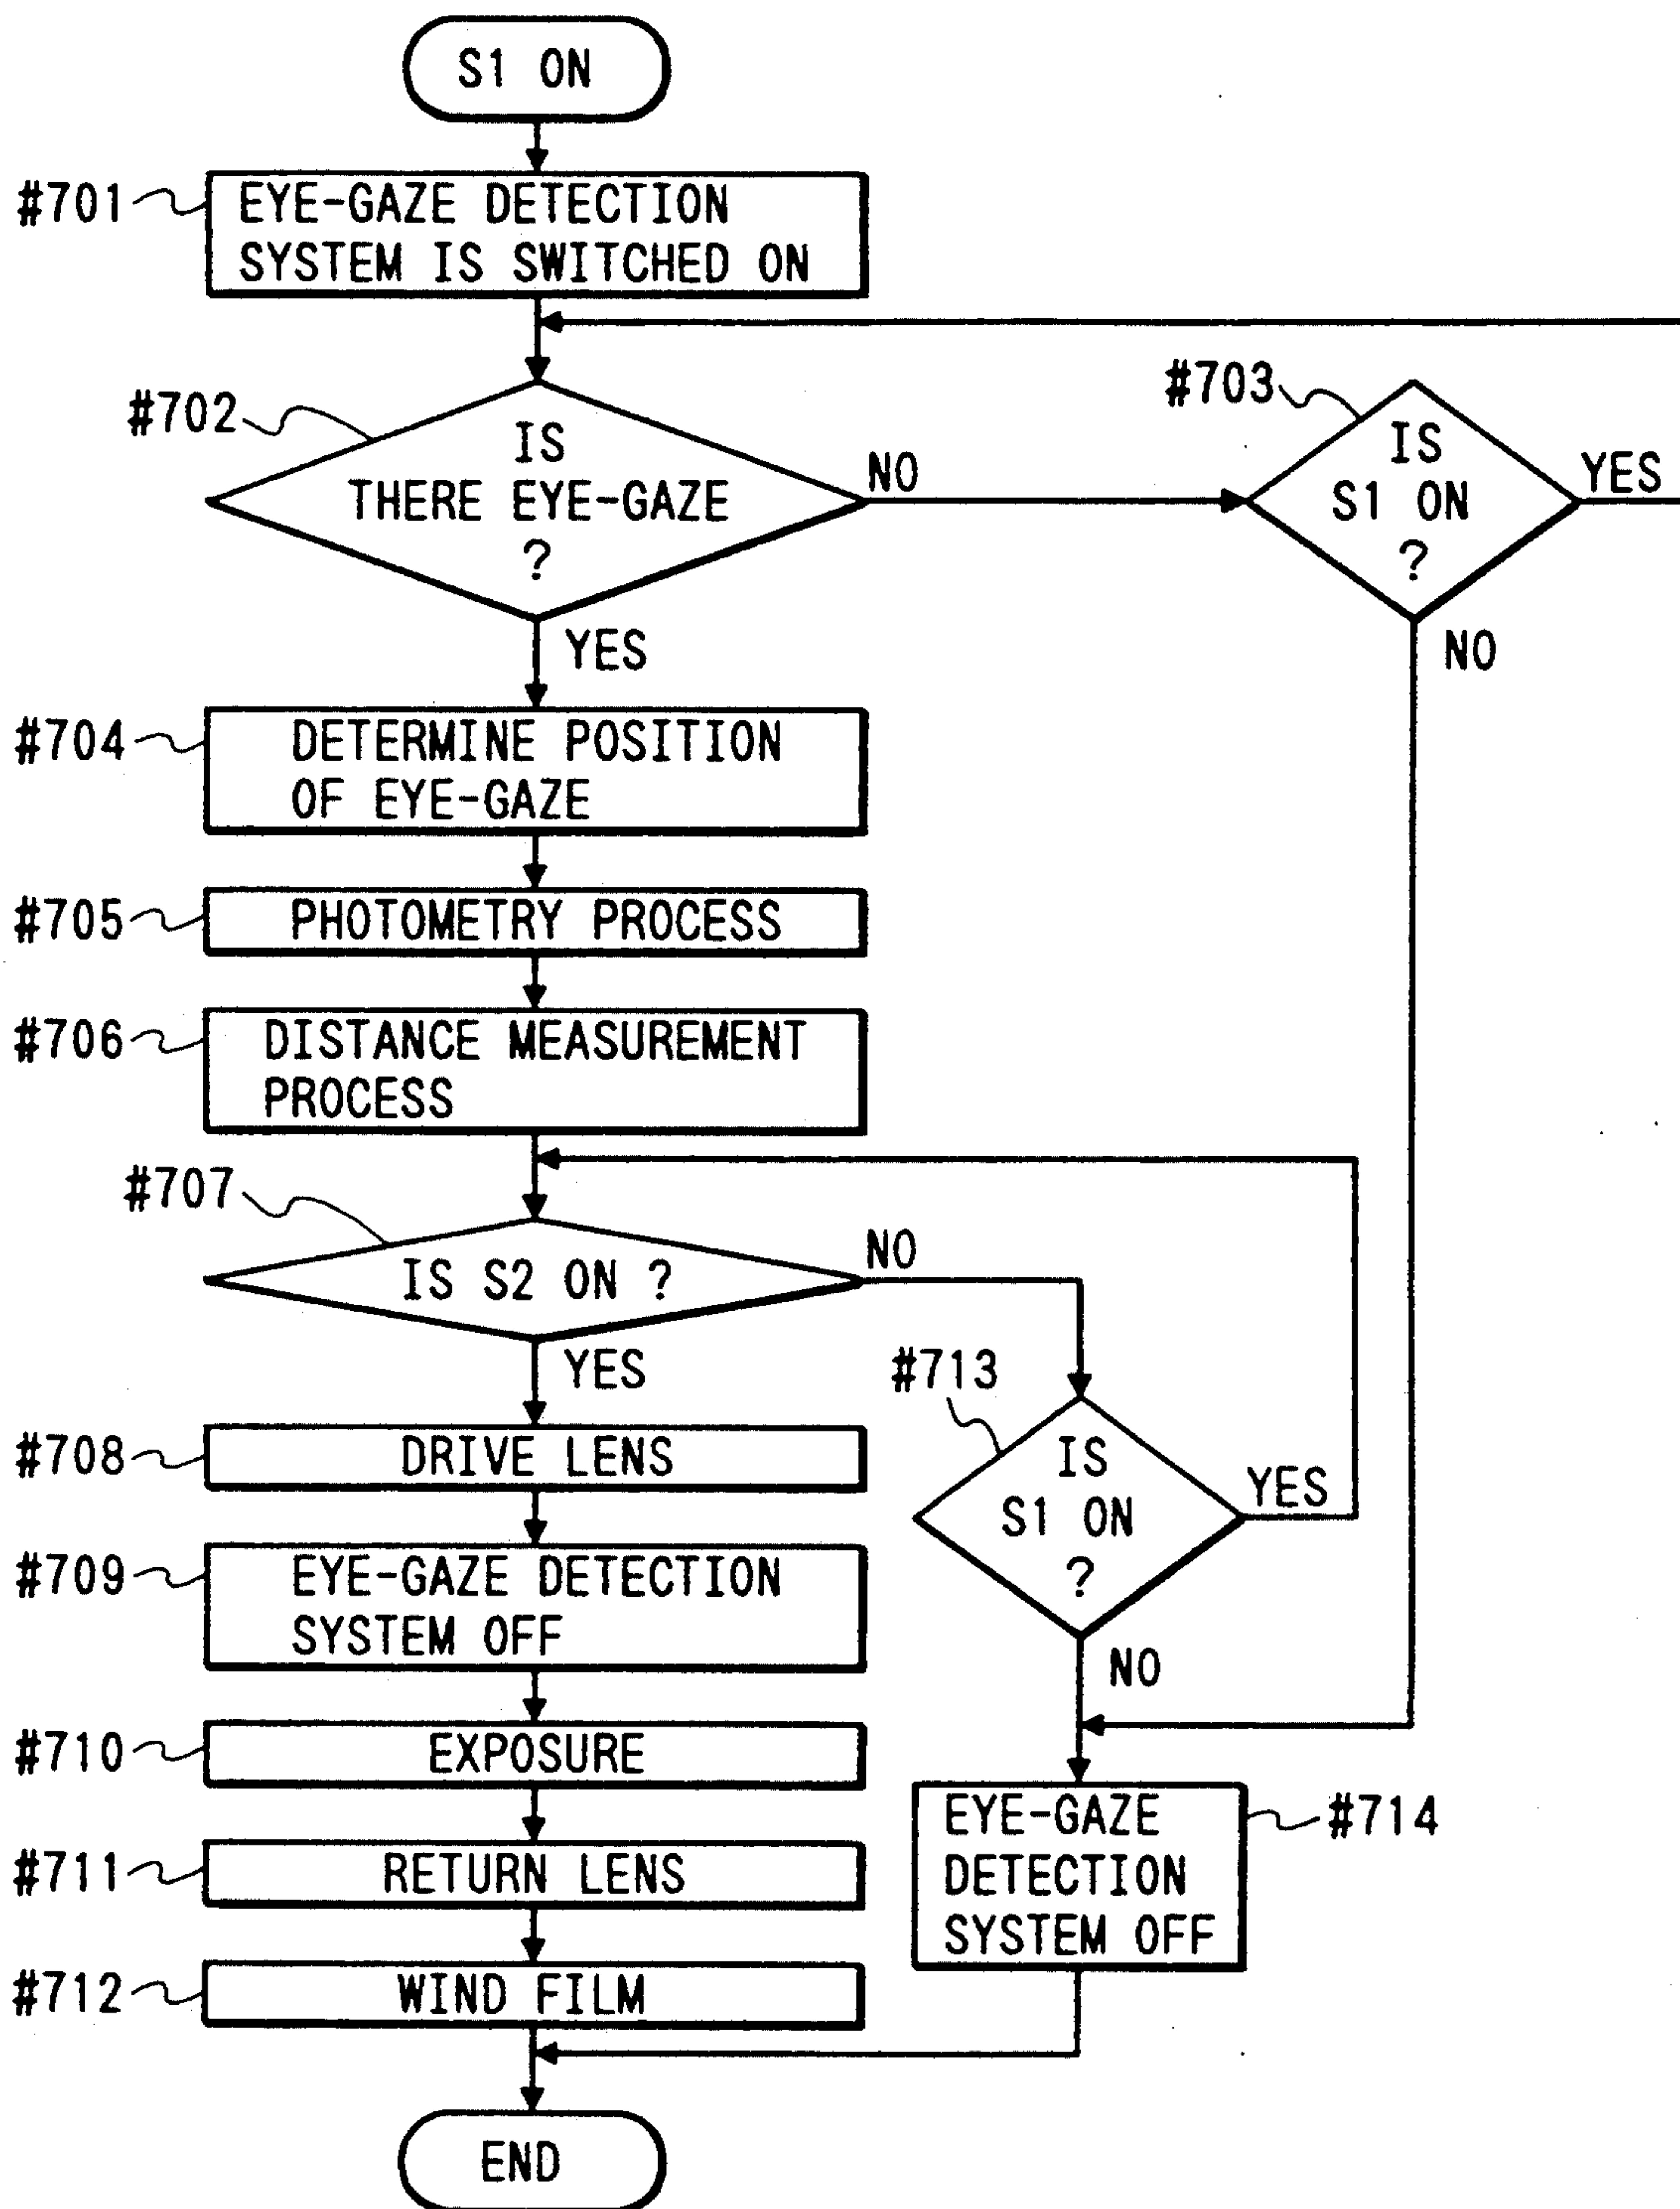 S1 ON
#701
EYE-GAZE DETECTION
SYSTEM IS SWITCHED ON
#702
IS
THERE EYE-GAZE
?
NO
YES
#703
IS
S1 ON
?
YES
NO
#704
DETERMINE POSITION
OF EYE-GAZE
#705
PHOTOMETRY PROCESS
#706
DISTANCE MEASUREMENT
PROCESS
#707
IS S2 ON ?
NO
YES
#713
IS
S1 ON
?
YES
NO
#708
DRIVE LENS
#709
EYE-GAZE DETECTION
SYSTEM OFF
#710
EXPOSURE
#714
EYE-GAZE
DETECTION
SYSTEM OFF
#711
RETURN LENS
#712
WIND FILM
END